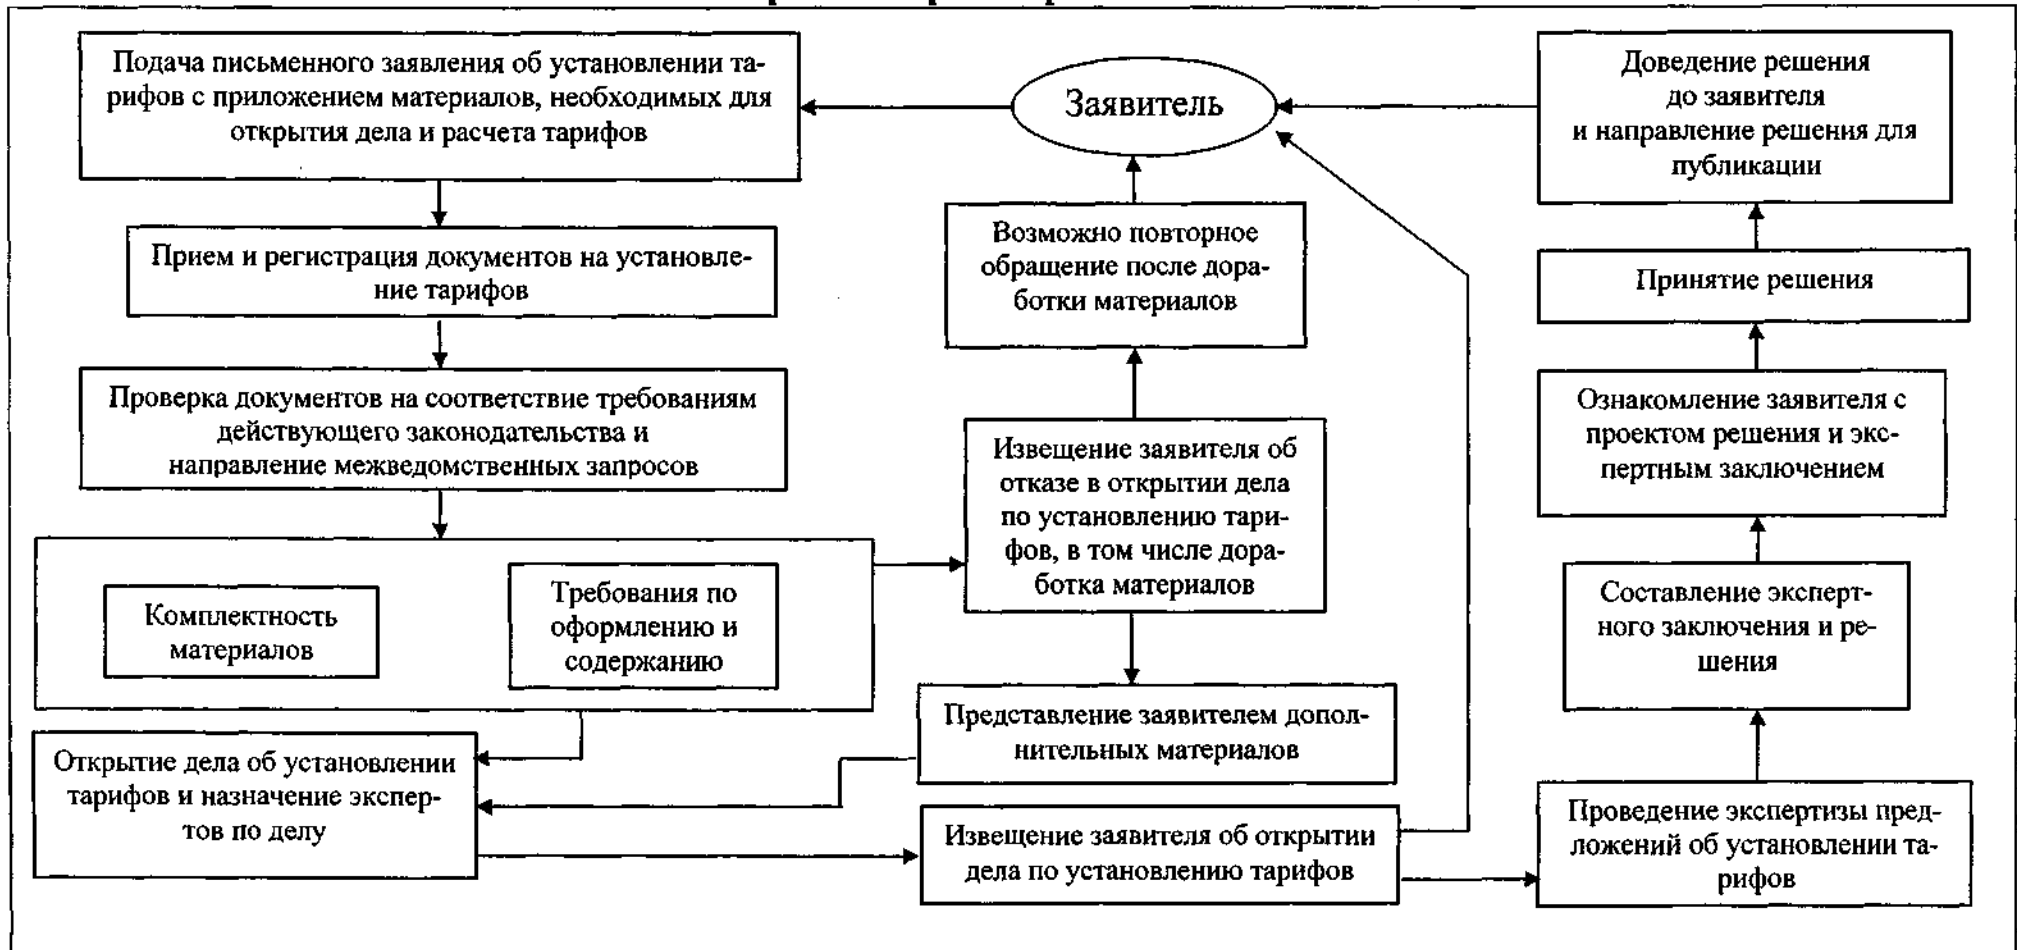 Подача письменного заявления об установлении та-
рифов с приложением материалов, необходимых для
открытия дела и расчета тарифов
Заявитель
Доведение решения
до заявителя
и направление решения для
публикации
Прием и регистрация документов на установле-
ние тарифов
Возможно повторное
обращение после дора-
ботки материалов
Принятие решения
Проверка документов на соответствие требованиям
действующего законодательства и
направление межведомственных запросов
Извещение заявителя об
отказе в открытии дела
по установлению тари-
фов, в том числе дора-
ботка материалов
Ознакомление заявителя с
проектом решения и экс-
пертным заключением
Комплектность
материалов
Требования по
оформлению и
содержанию
Составление эксперт-
ного заключения и ре-
шения
Представление заявителем допол-
нительных материалов
Открытие дела об установлении
тарифов и назначение экспер-
тов по делу
Извещение заявителя об открытии
дела по установлению тарифов
Проведение экспертизы пред-
ложений об установлении та-
рифов